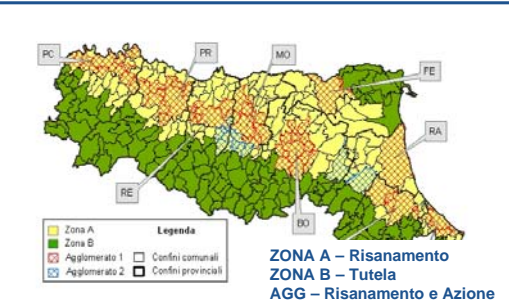 PC
PR
MO
FE
RA
RE
BO
Zona A Legenda
Zona B
Agglomerato 1 Confini comunali
Agglomerato 2 Confini provinciali
ZONA A – Risanamento
ZONA B – Tutela
AGG – Risanamento e Azione